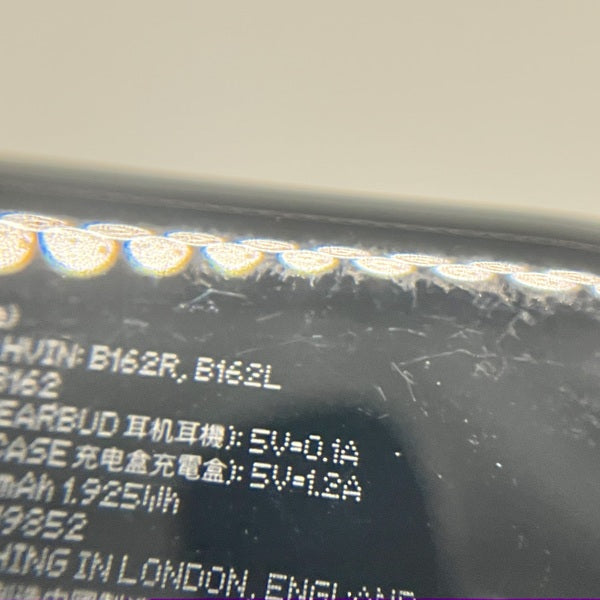 HVIN: B162R, B162L
B162
EARBUD 耳机耳機): 5V⎓0.1A
CASE 充电盒充電盒): 5V⎓1.2A
mAh 1.925Wh
9852
HING IN LONDON, ENGLAND